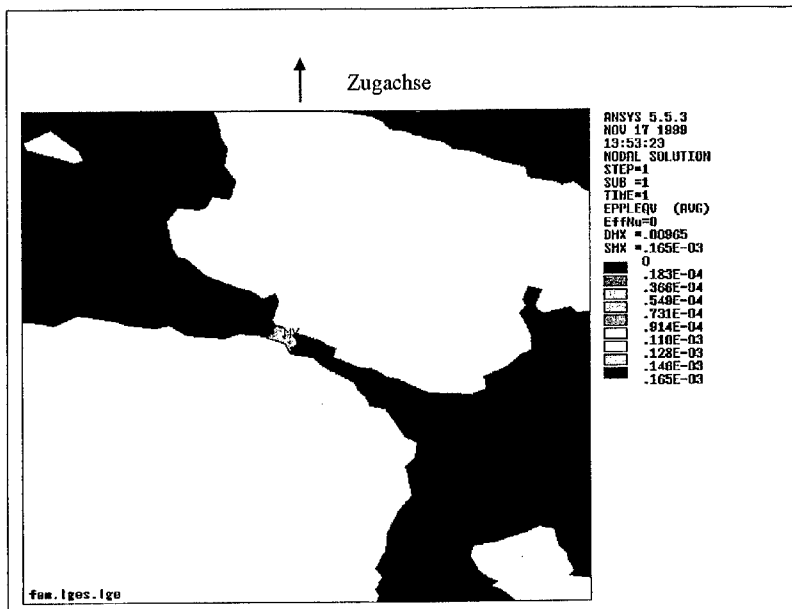 Zugachse
ANSYS 5.5.3
NOV 17 1999
13:53:23
NODAL SOLUTION
STEP=1
SUB =1
TIME=1
EPPLEQV (AVG)
EffNu=0
DMX =.00965
SMX =.165E-03
0
.183E-04
.366E-04
.549E-04
.731E-04
.914E-04
.110E-03
.128E-03
.146E-03
.165E-03
MX
fem.lges.lge